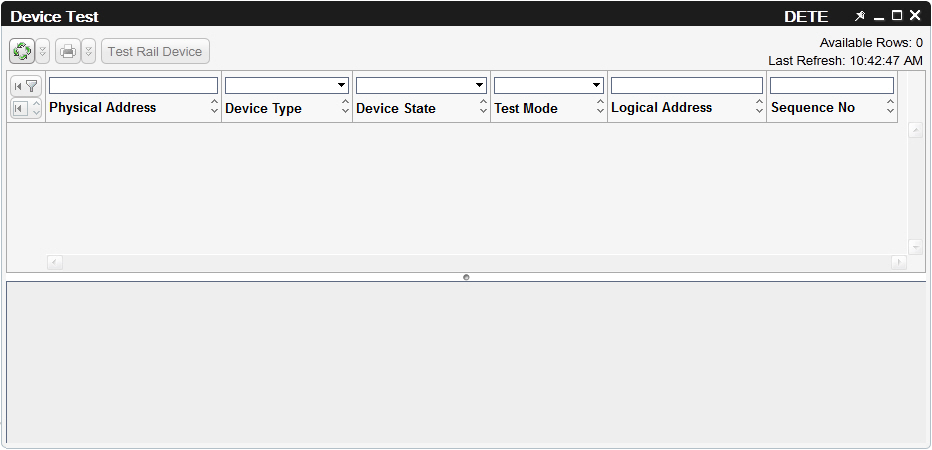 Device Test DETE
Test Rail Device
Available Rows: 0
Last Refresh: 10:42:47 AM
Physical Address Device Type Device State Test Mode Logical Address Sequence No